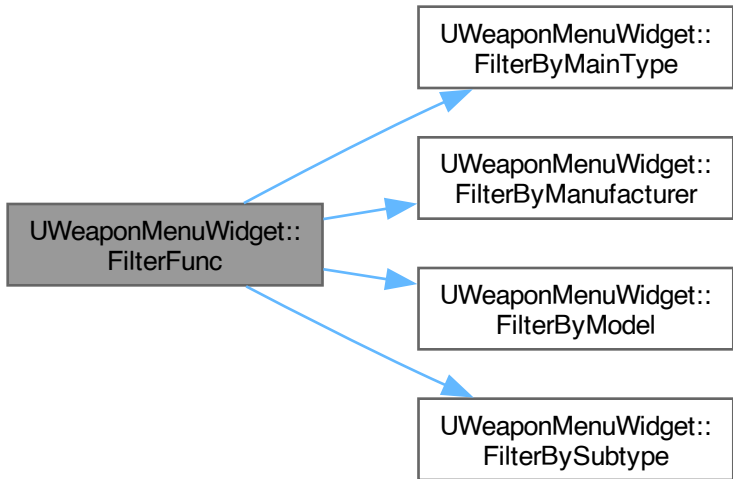 UWeaponMenuWidget::
FilterByMainType
UWeaponMenuWidget::
FilterByManufacturer
UWeaponMenuWidget::
FilterFunc
UWeaponMenuWidget::
FilterByModel
UWeaponMenuWidget::
FilterBySubtype